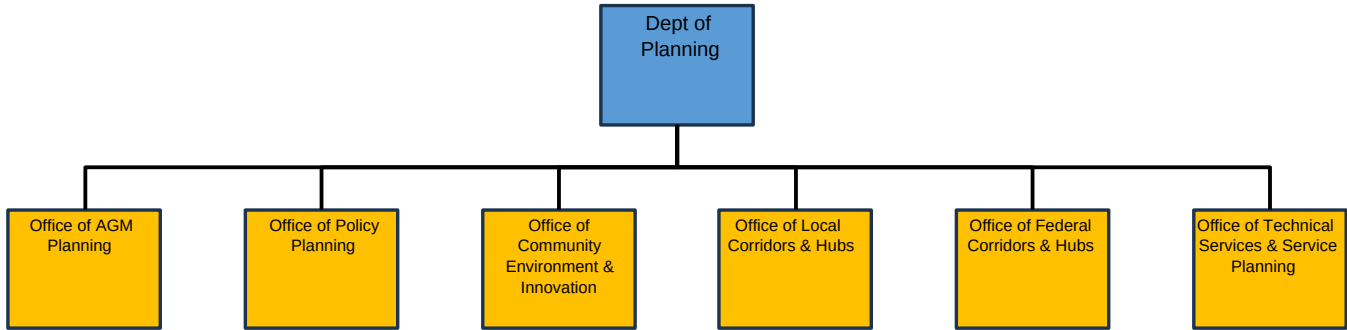 Dept of
Planning
Office of AGM
Planning
Office of Policy
Planning
Office of
Community
Environment &
Innovation
Office of Local
Corridors & Hubs
Office of Federal
Corridors & Hubs
Office of Technical
Services & Service
Planning